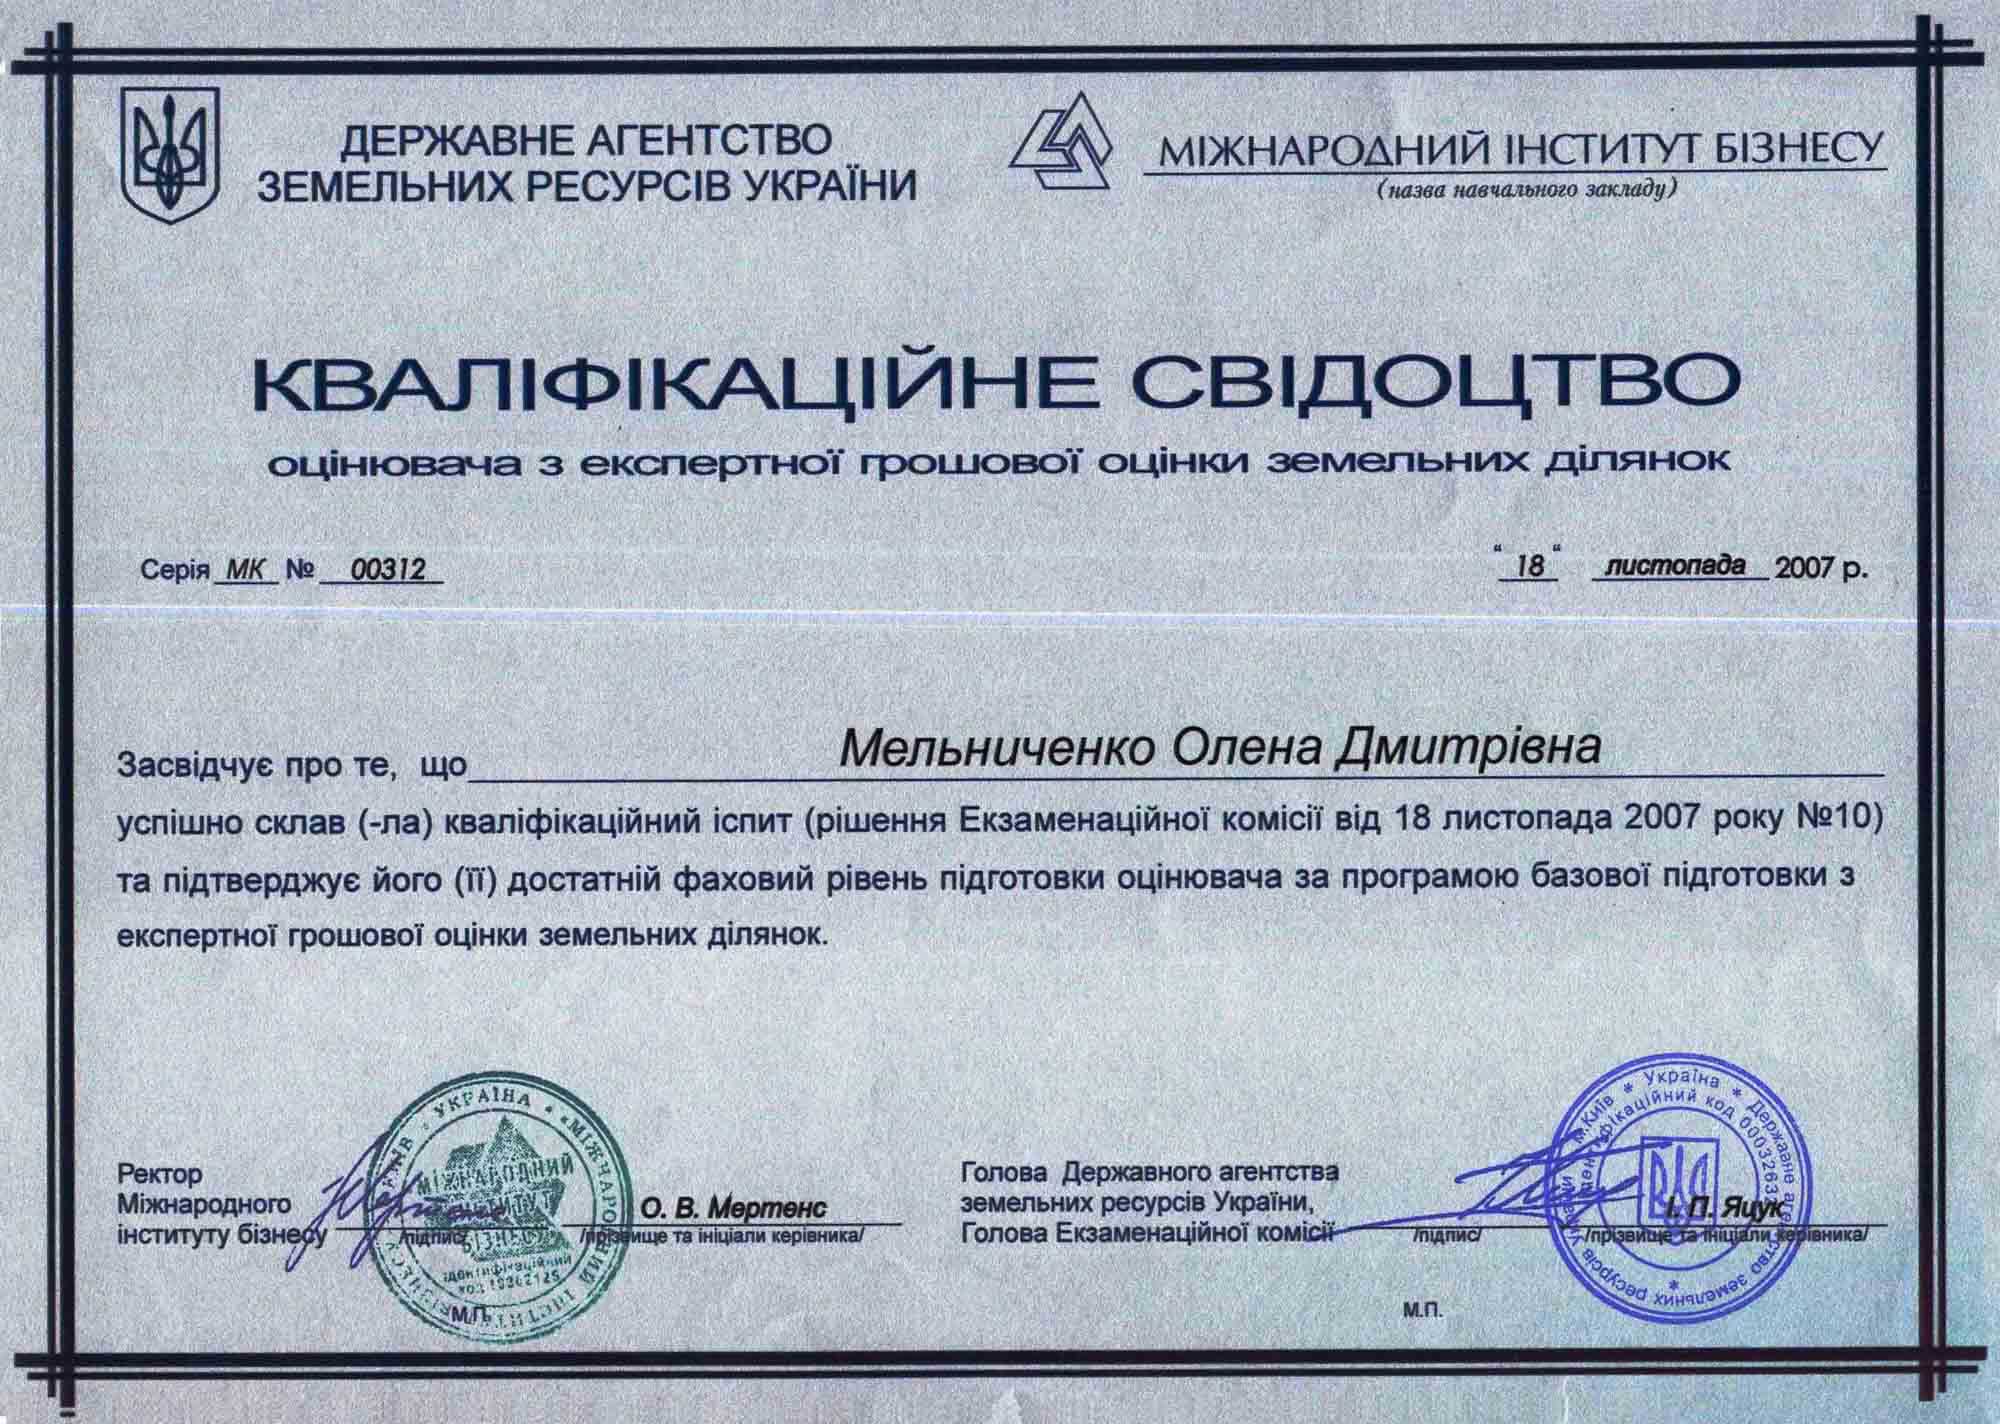 ДЕРЖАВНЕ АГЕНТСТВО
ЗЕМЕЛЬНИХ РЕСУРСІВ УКРАЇНИ
МІЖНАРОДНИЙ ІНСТИТУТ БІЗНЕСУ
(назва навчального закладу)
КВАЛІФІКАЦІЙНЕ СВІДОЦТВО
оцінювача з експертної грошової оцінки земельних ділянок
Серія МК № 00312
"18" листопада 2007 р.
Засвідчує про те, що Мельниченко Олена Дмитрівна
успішно склав (-ла) кваліфікаційний іспит (рішення Екзаменаційної комісії від 18 листопада 2007 року №10)
та підтверджує його (її) достатній фаховий рівень підготовки оцінювача за програмою базової підготовки з
експертної грошової оцінки земельних ділянок.
Ректор
Міжнародного
інституту бізнесу
О. В. Мертенс
/підпис/ /прізвище та ініціали керівника/
М.П.
УКРАЇНА * «МІЖНАРОДНИЙ ІНСТИТУТ БІЗНЕСУ
МІЖНАРОДНИЙ
ІНСТИТУТ
БІЗНЕСУ
ідентифікаційний
код
Голова Державного агентства
земельних ресурсів України,
Голова Екзаменаційної комісії
І. П. Яцук
/підпис/ /прізвище та ініціали керівника/
М.П.
м.Київ * Україна * Державне агентство земельних ресурсів України
Ідентифікаційний код 00032632